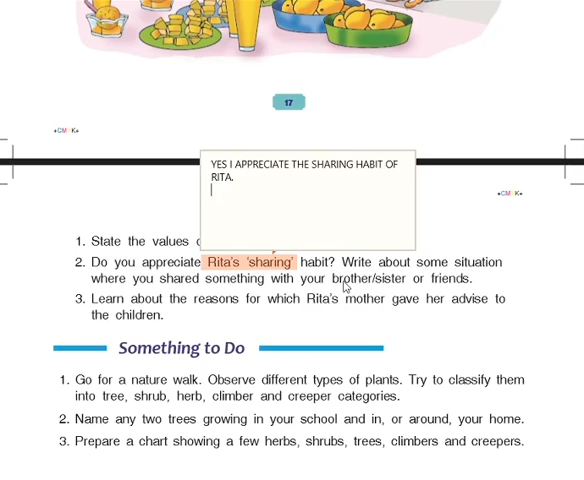 17
+CMYK+
YES I APPRECIATE THE SHARING HABIT OF
RITA.
+CMYK+
1. State the values
2. Do you appreciate Rita's 'sharing' habit? Write about some situation
where you shared something with your brother/sister or friends.
3. Learn about the reasons for which Rita's mother gave her advise to
the children.
Something to Do
1. Go for a nature walk. Observe different types of plants. Try to classify them
into tree, shrub, herb, climber and creeper categories.
2. Name any two trees growing in your school and in, or around, your home.
3. Prepare a chart showing a few herbs, shrubs, trees, climbers and creepers.